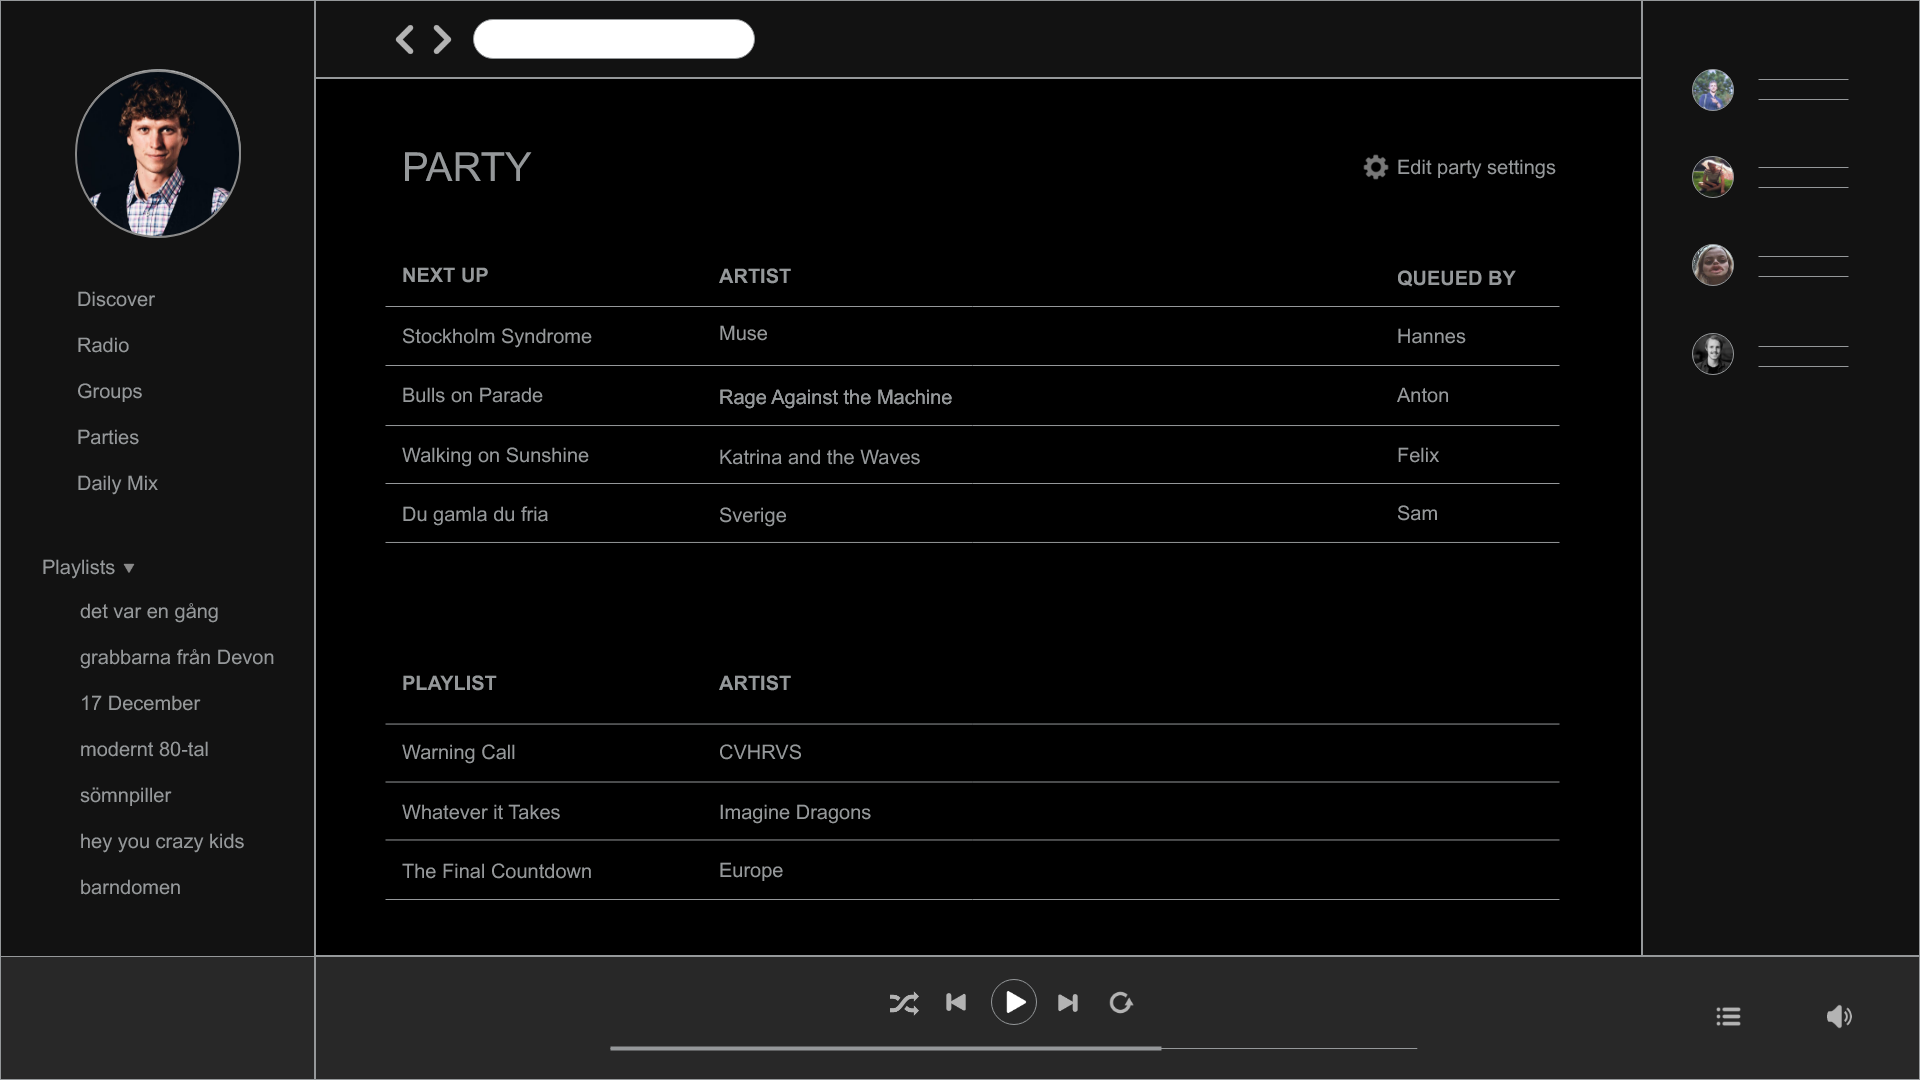 Discover
Radio
Groups
Parties
Daily Mix
Playlists ▼
det var en gång
grabbarna från Devon
17 December
modernt 80-tal
sömnpiller
hey you crazy kids
barndomen
PARTY
Edit party settings
NEXT UP ARTIST QUEUED BY
Stockholm Syndrome Muse Hannes
Bulls on Parade Rage Against the Machine Anton
Walking on Sunshine Katrina and the Waves Felix
Du gamla du fria Sverige Sam
PLAYLIST ARTIST
Warning Call CVHRVS
Whatever it Takes Imagine Dragons
The Final Countdown Europe